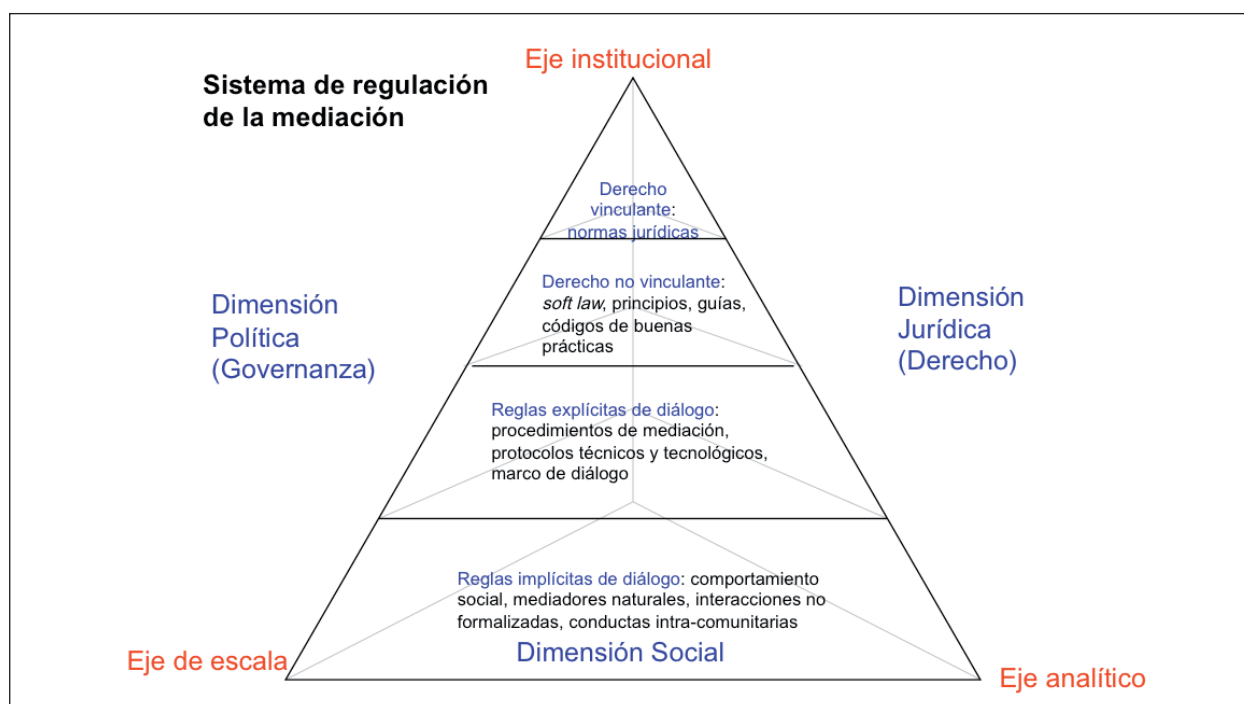 Eje institucional
Sistema de regulación
de la mediación
Derecho
vinculante:
normas jurídicas
Derecho no vinculante:
soft law, principios, guías,
códigos de buenas
prácticas
Dimensión
Política
(Governanza)
Dimensión
Jurídica
(Derecho)
Reglas explícitas de diálogo:
procedimientos de mediación,
protocolos técnicos y tecnológicos,
marco de diálogo
Reglas implícitas de diálogo: comportamiento
social, mediadores naturales, interacciones no
formalizadas, conductas intra-comunitarias
Dimensión Social
Eje de escala
Eje analítico